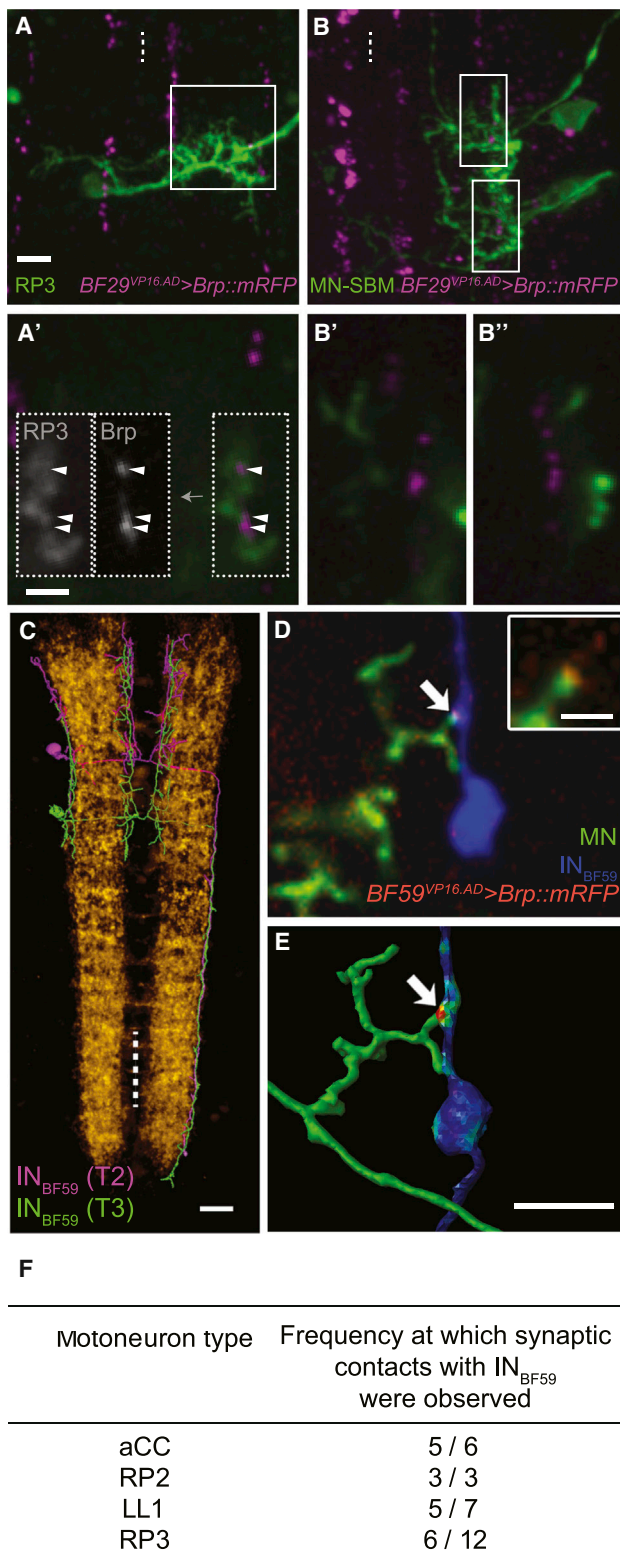 A
B
RP3 BF29VP16.AD>Brp::mRFP
MN-SBM BF29VP16.AD>Brp::mRFP
A'
B'
B''
RP3
Brp
C
D
MN
INBF59
BF59VP16.AD>Brp::mRFP
E
INBF59 (T2)
INBF59 (T3)
F
Motoneuron type
Frequency at which synaptic
contacts with INBF59
were observed
aCC 5 / 6
RP2 3 / 3
LL1 5 / 7
RP3 6 / 12